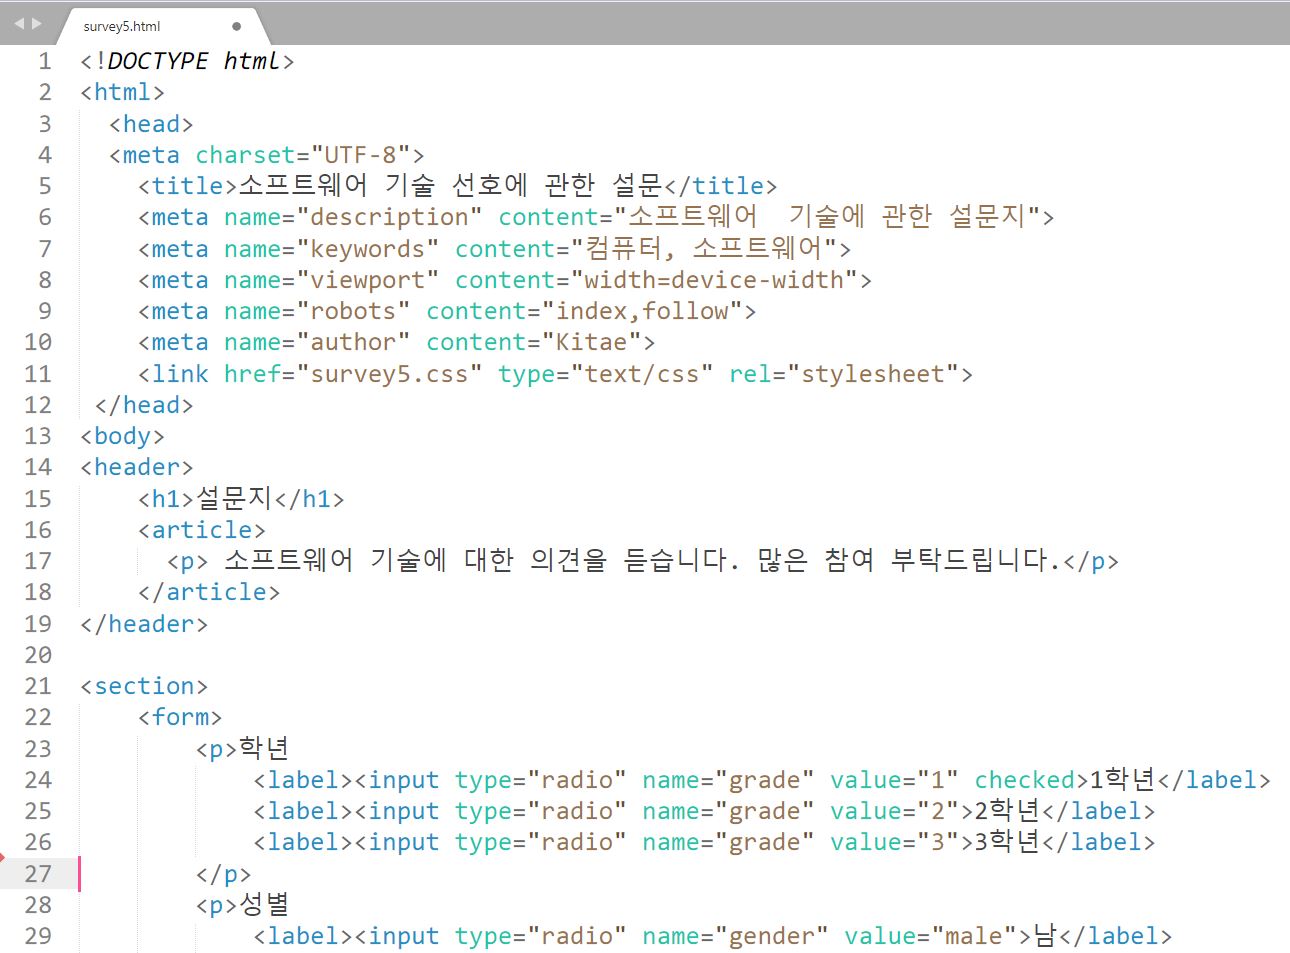 survey5.html
1 <!DOCTYPE html>
2 <html>
3   <head>
4   <meta charset="UTF-8">
5     <title>소프트웨어 기술 선호에 관한 설문</title>
6     <meta name="description" content="소프트웨어  기술에 관한 설문지">
7     <meta name="keywords" content="컴퓨터, 소프트웨어">
8     <meta name="viewport" content="width=device-width">
9     <meta name="robots" content="index,follow">
10     <meta name="author" content="Kitae">
11     <link href="survey5.css" type="text/css" rel="stylesheet">
12  </head>
13 <body>
14 <header>
15     <h1>설문지</h1>
16     <article>
17       <p> 소프트웨어 기술에 대한 의견을 듣습니다. 많은 참여 부탁드립니다.</p>
18     </article>
19 </header>
20
21 <section>
22     <form>
23         <p>학년
24             <label><input type="radio" name="grade" value="1" checked>1학년</label>
25             <label><input type="radio" name="grade" value="2">2학년</label>
26             <label><input type="radio" name="grade" value="3">3학년</label>
27         </p>
28         <p>성별
29             <label><input type="radio" name="gender" value="male">남</label>